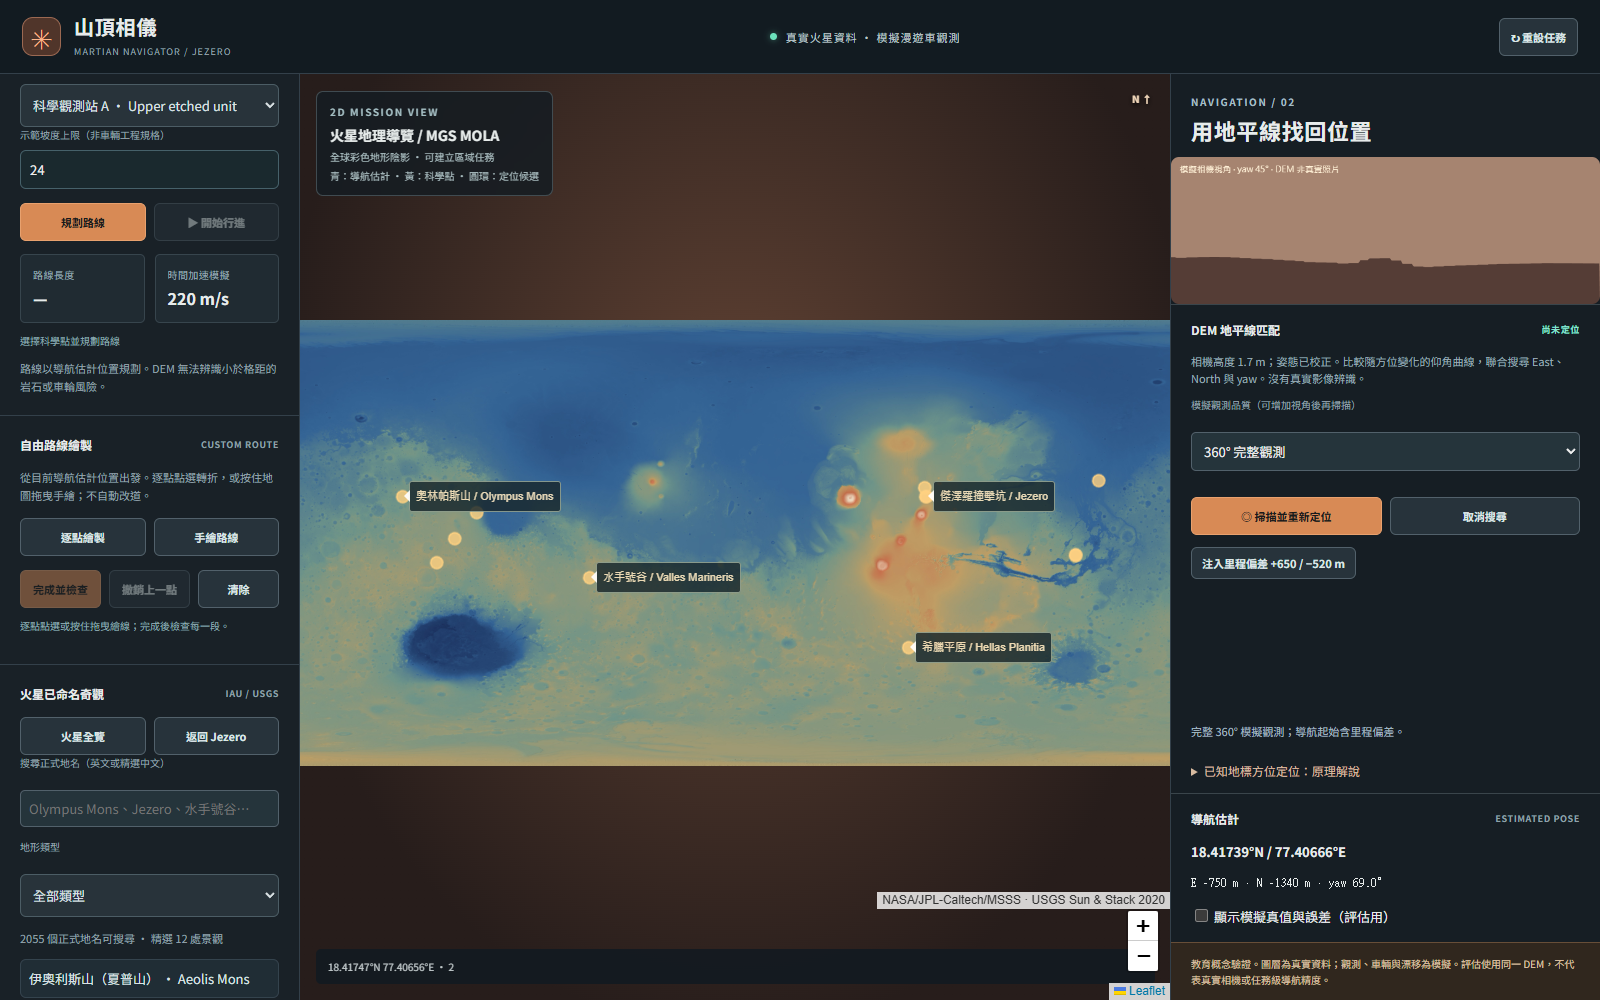 山頂相儀
MARTIAN NAVIGATOR / JEZERO
真實火星資料 · 模擬漫遊車觀測
↻重設任務
科學觀測站 A · Upper etched unit
示範坡度上限（非車輛工程規格）
24
規劃路線
▶ 開始行進
路線長度
—
時間加速模擬
220 m/s
選擇科學點並規劃路線
路線以導航估計位置規劃。DEM 無法辨識小於格距的
岩石或車輪風險。
自由路線繪製
CUSTOM ROUTE
從目前導航估計位置出發。逐點點選轉折，或按住地
圖拖曳手繪；不自動改道。
逐點繪製
手繪路線
完成並檢查
撤銷上一點
清除
逐點點選或按住拖曳繪線；完成後檢查每一段。
火星已命名奇觀
IAU / USGS
火星全覽
返回 Jezero
搜尋正式地名（英文或精選中文）
Olympus Mons、Jezero、水手號谷…
地形類型
全部類型
2055 個正式地名可搜尋 · 精選 12 處景觀
伊奧利斯山（夏普山） · Aeolis Mons
2D MISSION VIEW
火星地理導覽 / MGS MOLA
全球彩色地形陰影 · 可建立區域任務
青：導航估計 · 黃：科學點 · 圓環：定位候選
N ↑
奧林帕斯山 / Olympus Mons
傑澤羅撞擊坑 / Jezero
水手號谷 / Valles Marineris
希臘平原 / Hellas Planitia
NASA/JPL-Caltech/MSSS · USGS Sun & Stack 2020
+
−
18.41747°N 77.40656°E · 2
Leaflet
NAVIGATION / 02
用地平線找回位置
模擬相機視角 · yaw 45° · DEM 非真實照片
DEM 地平線匹配
尚未定位
相機高度 1.7 m；姿態已校正。比較隨方位變化的仰角曲線，聯合搜尋 East、
North 與 yaw。沒有真實影像辨識。
模擬觀測品質（可增加視角後再掃描）
360° 完整觀測
◎ 掃描並重新定位
取消搜尋
注入里程偏差 +650 / −520 m
完整 360° 模擬觀測；導航起始含里程偏差。
▶ 已知地標方位定位：原理解說
導航估計
ESTIMATED POSE
18.41739°N / 77.40666°E
E -750 m · N -1340 m · yaw 69.0°
顯示模擬真值與誤差（評估用）
教育概念驗證。圖層為真實資料；觀測、車輛與漂移為模擬。評估使用同一 DEM，不代
表真實相機或任務級導航精度。